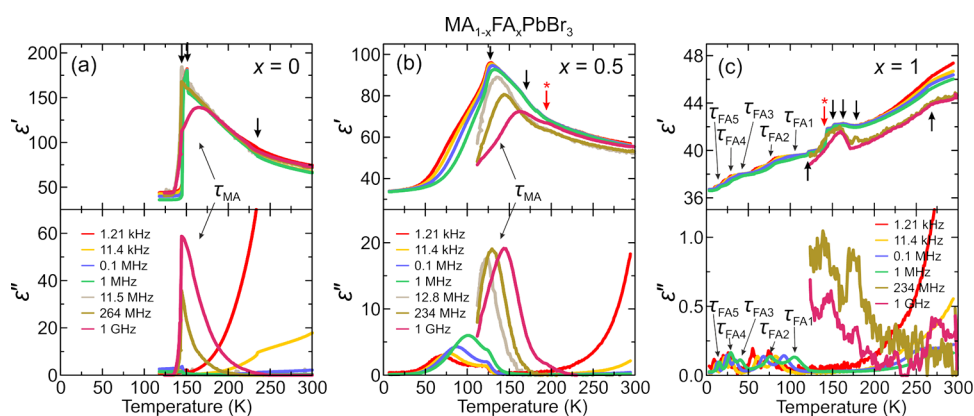 MA1-xFAxPbBr3
(a)
x = 0
ε'
200
150
100
50
τMA
ε''
60
40
20
0
1.21 kHz
11.4 kHz
0.1 MHz
1 MHz
11.5 MHz
264 MHz
1 GHz
0 50 100 150 200 250 300
Temperature (K)
(b)
x = 0.5
*
ε'
100
80
60
40
τMA
ε''
20
10
0
1.21 kHz
11.4 kHz
0.1 MHz
1 MHz
12.8 MHz
234 MHz
1 GHz
0 50 100 150 200 250 300
Temperature (K)
(c)
x = 1
*
ε'
48
45
42
39
36
τFA5
τFA4
τFA3
τFA2
τFA1
ε''
1.0
0.5
0.0
1.21 kHz
11.4 kHz
0.1 MHz
1 MHz
234 MHz
1 GHz
τFA5
τFA4
τFA3
τFA2
τFA1
0 50 100 150 200 250 300
Temperature (K)